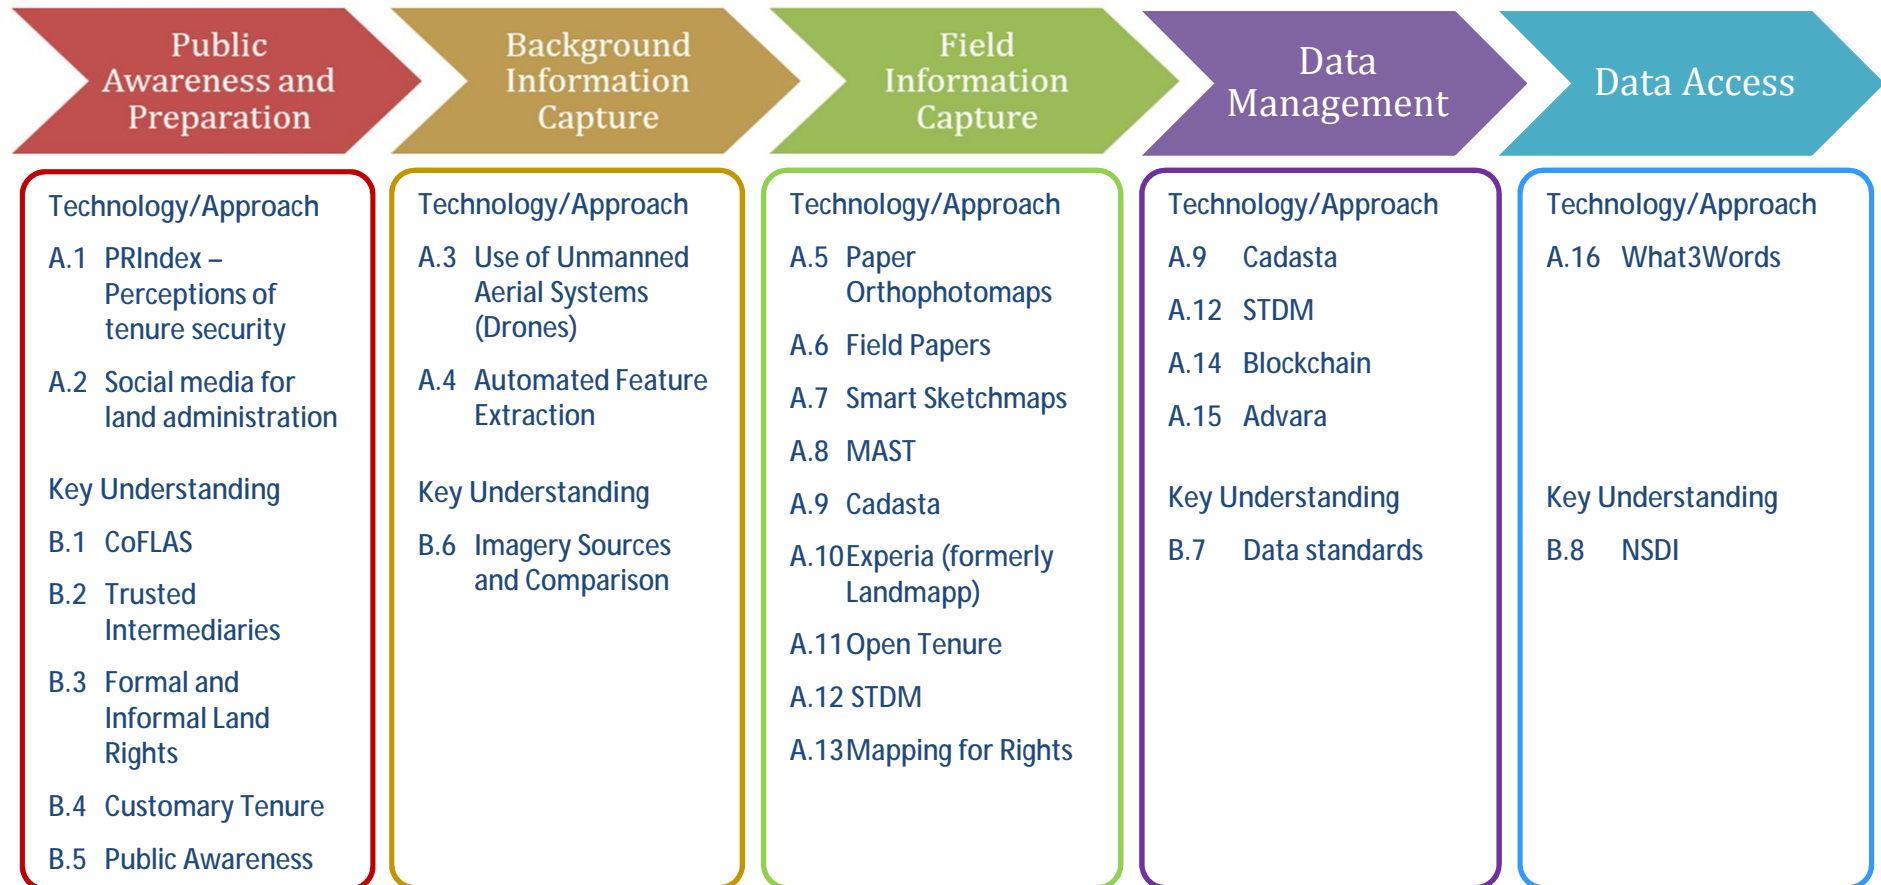 Public
Awareness and
Preparation
Background
Information
Capture
Field
Information
Capture
Data
Management
Data Access
Technology/Approach
A.1 PRIndex –
Perceptions of
tenure security
A.2 Social media for
land administration
Key Understanding
B.1 CoFLAS
B.2 Trusted
Intermediaries
B.3 Formal and
Informal Land
Rights
B.4 Customary Tenure
B.5 Public Awareness
Technology/Approach
A.3 Use of Unmanned
Aerial Systems
(Drones)
A.4 Automated Feature
Extraction
Key Understanding
B.6 Imagery Sources
and Comparison
Technology/Approach
A.5 Paper
Orthophotomaps
A.6 Field Papers
A.7 Smart Sketchmaps
A.8 MAST
A.9 Cadasta
A.10 Experia (formerly
Landmapp)
A.11 Open Tenure
A.12 STDM
A.13 Mapping for Rights
Technology/Approach
A.9 Cadasta
A.12 STDM
A.14 Blockchain
A.15 Advara
Key Understanding
B.7 Data standards
Technology/Approach
A.16 What3Words
Key Understanding
B.8 NSDI